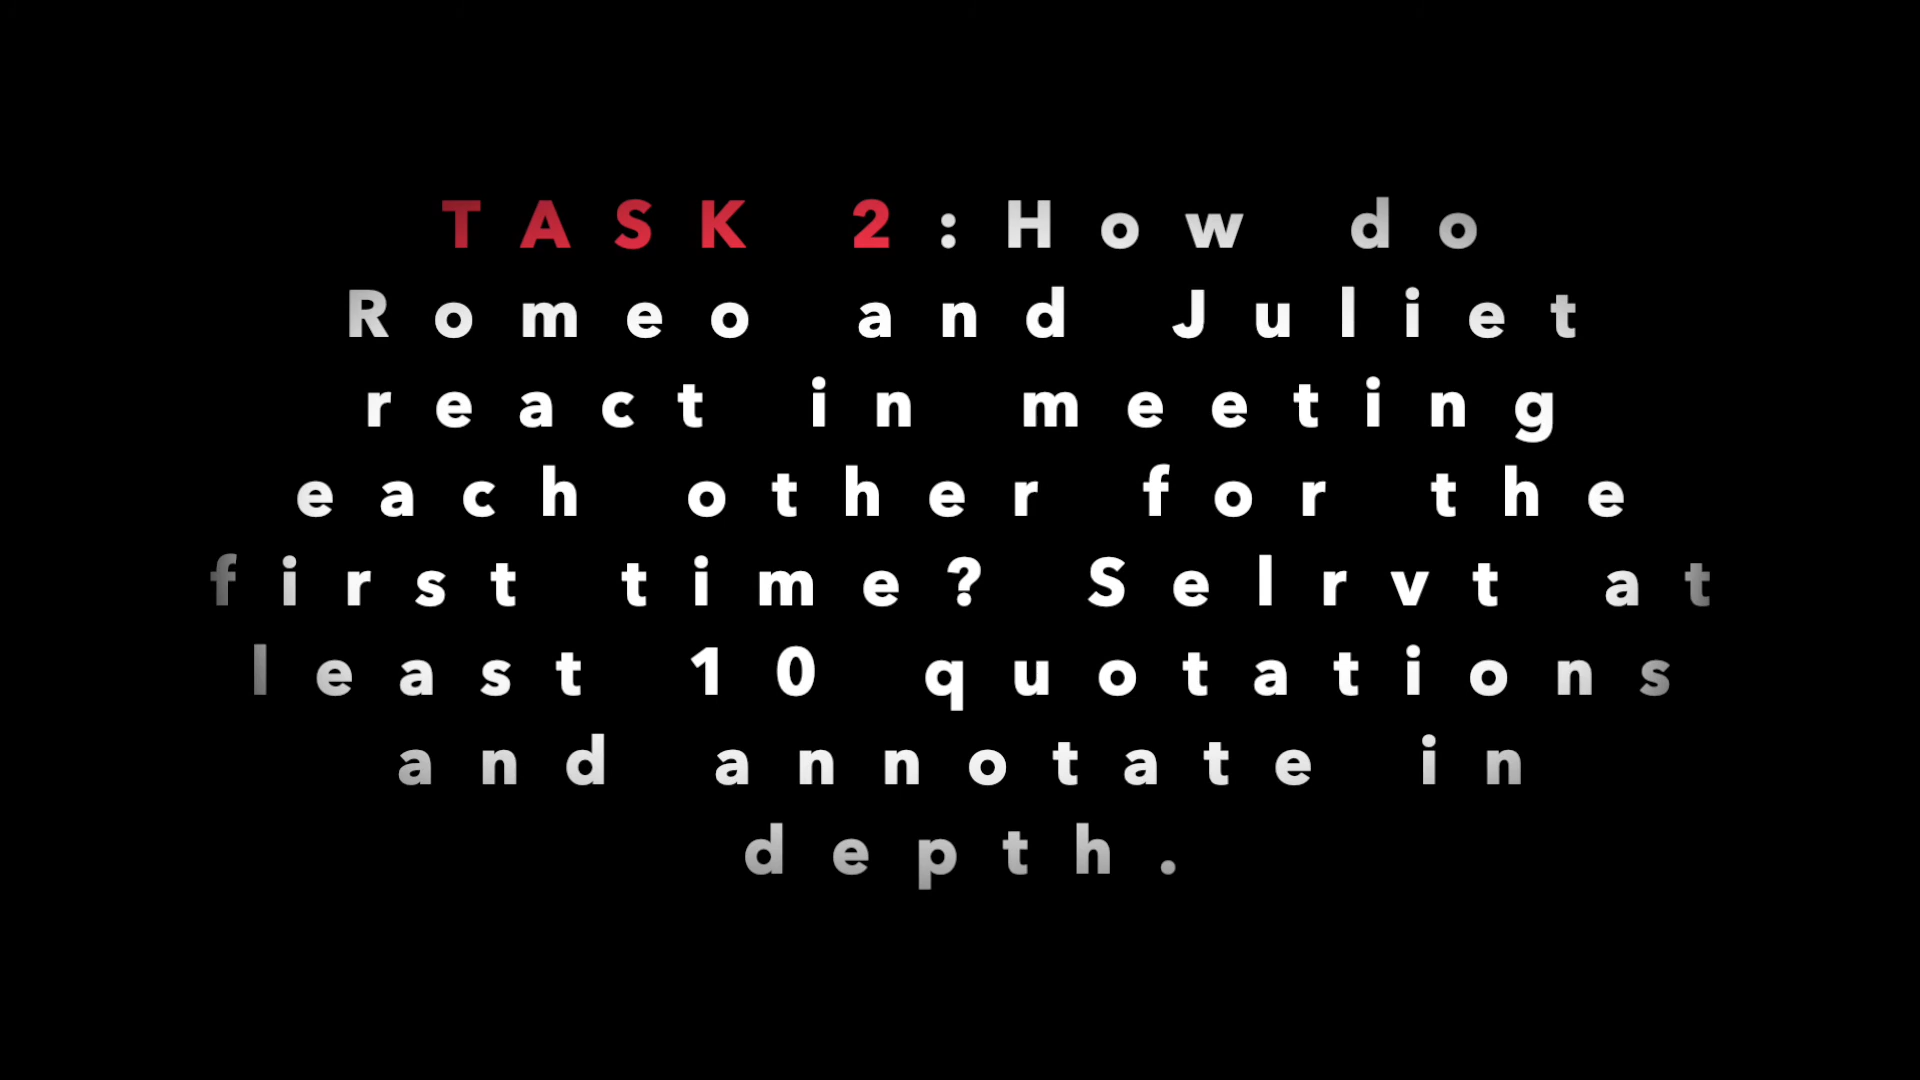 TASK 2:How do
Romeo and Juliet
react in meeting
each other for the
first time? Selrvt at
least 10 quotations
and annotate in
depth.